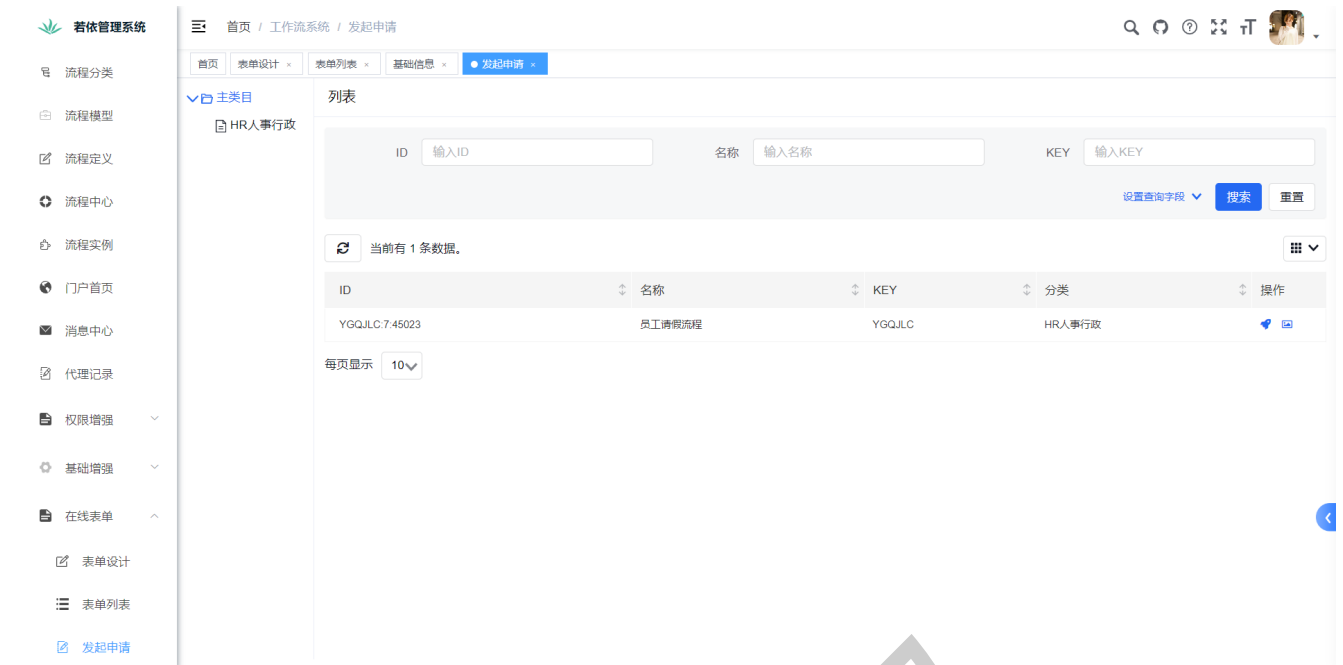 若依管理系统
首页 / 工作流系统 / 发起申请
首页 表单设计 × 表单列表 × 基础信息 × 发起申请 ×
流程分类
流程模型
流程定义
流程中心
流程实例
门户首页
消息中心
代理记录
权限增强
基础增强
在线表单
表单设计
表单列表
发起申请
主类目
HR人事行政
列表
ID 输入ID 名称 输入名称 KEY 输入KEY
设置查询字段 搜索 重置
当前有 1 条数据。
ID 名称 KEY 分类 操作
YGQJLC:7:45023 员工请假流程 YGQJLC HR人事行政
每页显示 10